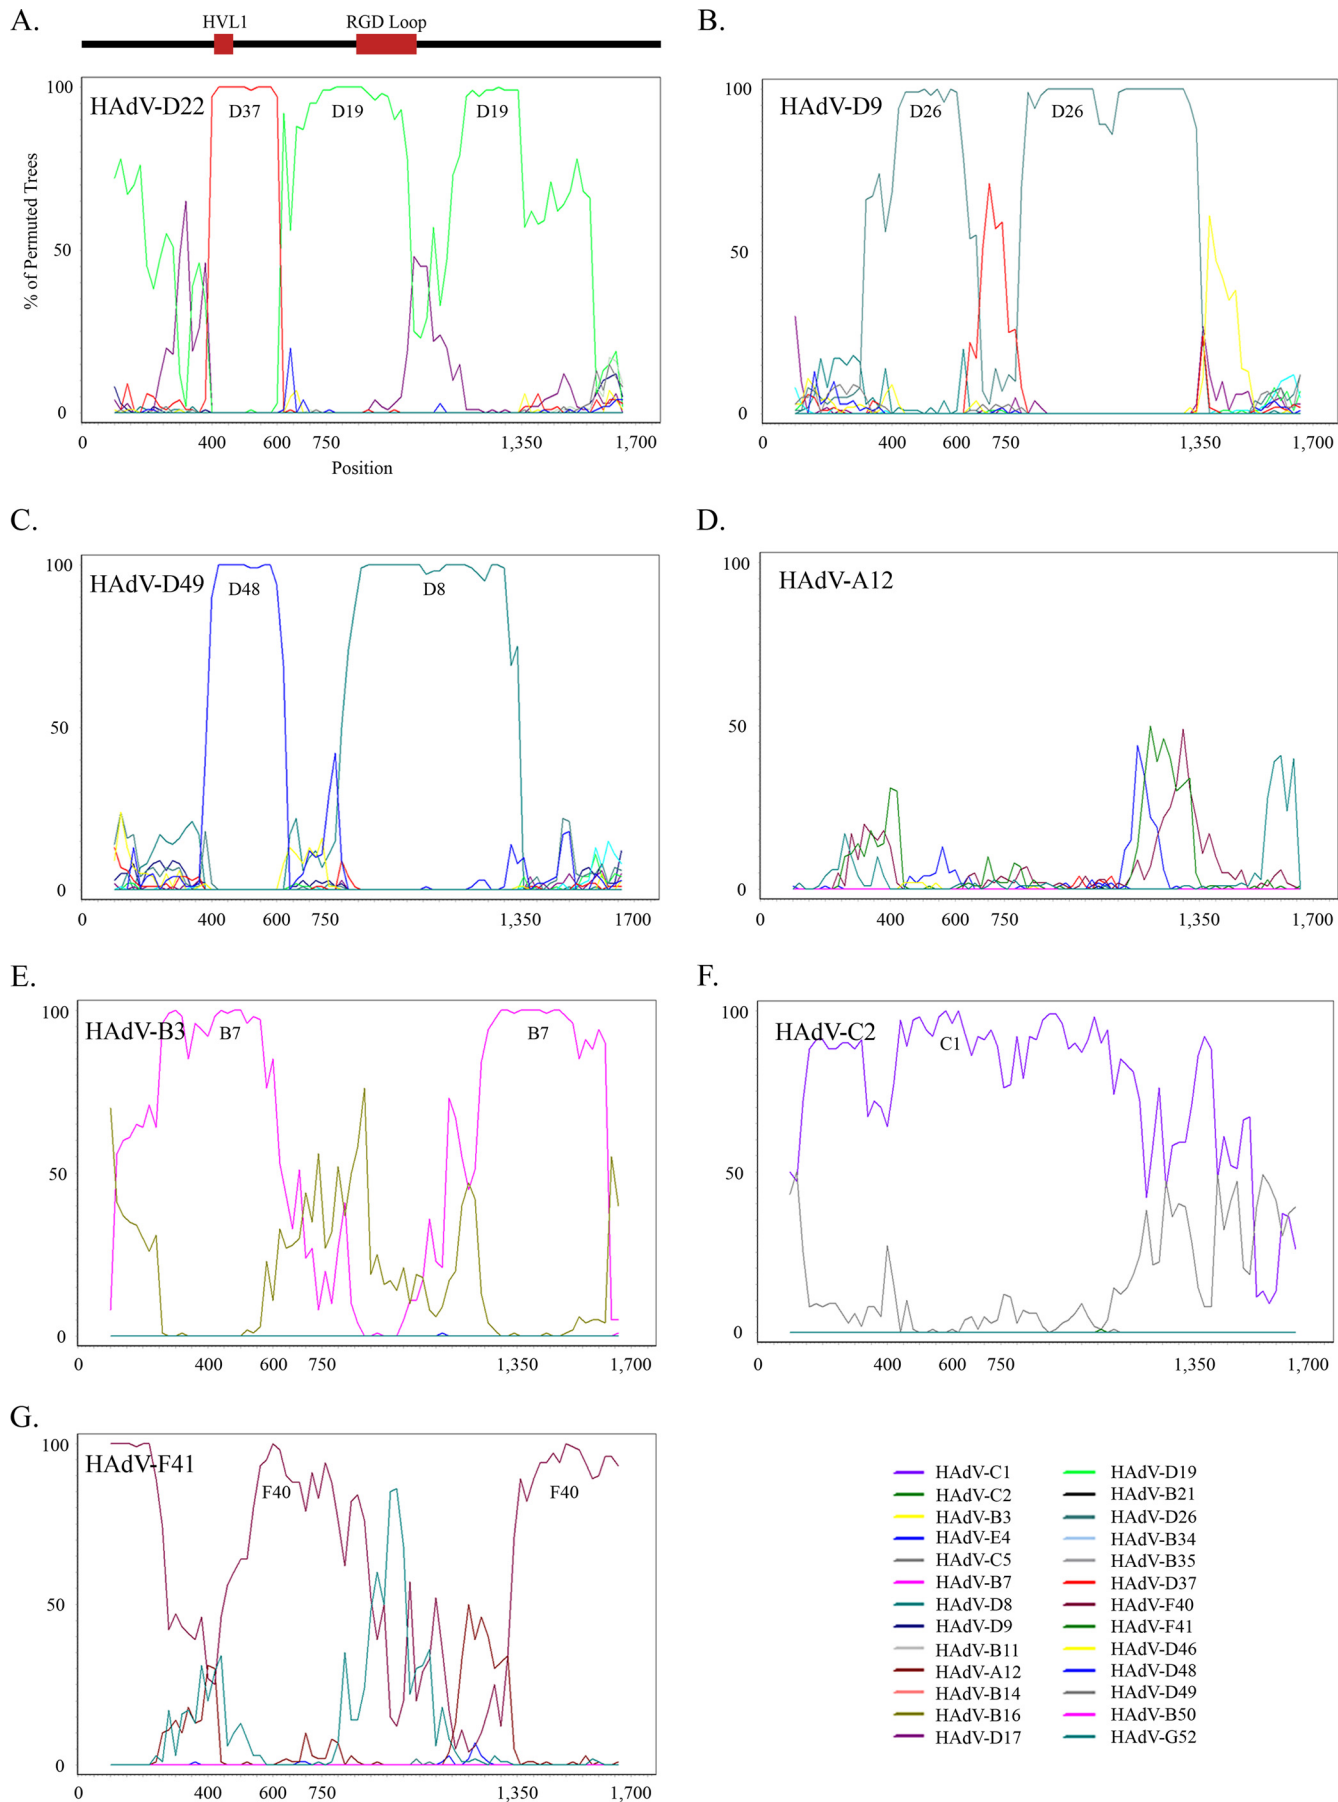 A.
HVL1 RGD Loop
100
HAdV-D22
D37 D19 D19
% of Permuted Trees
50
0
0 400 600 750 1,350 1,700
Position
B.
100
HAdV-D9
D26 D26
50
0
0 400 600 750 1,350 1,700
C.
100
HAdV-D49
D48 D8
50
0
0 400 600 750 1,350 1700
D.
100
HAdV-A12
50
0
0 400 600 750 1,350 1,700
E.
100
HAdV-B3
B7 B7
50
0
0 400 600 750 1,350 1,700
F.
100
HAdV-C2
C1
50
0
0 400 600 750 1,350 1,700
G.
100
HAdV-F41
F40 F40
50
0
0 400 600 750 1,350 1,700
HAdV-C1
HAdV-C2
HAdV-B3
HAdV-E4
HAdV-C5
HAdV-B7
HAdV-D8
HAdV-D9
HAdV-B11
HAdV-A12
HAdV-B14
HAdV-B16
HAdV-D17
HAdV-D19
HAdV-B21
HAdV-D26
HAdV-B34
HAdV-B35
HAdV-D37
HAdV-F40
HAdV-F41
HAdV-D46
HAdV-D48
HAdV-D49
HAdV-B50
HAdV-G52